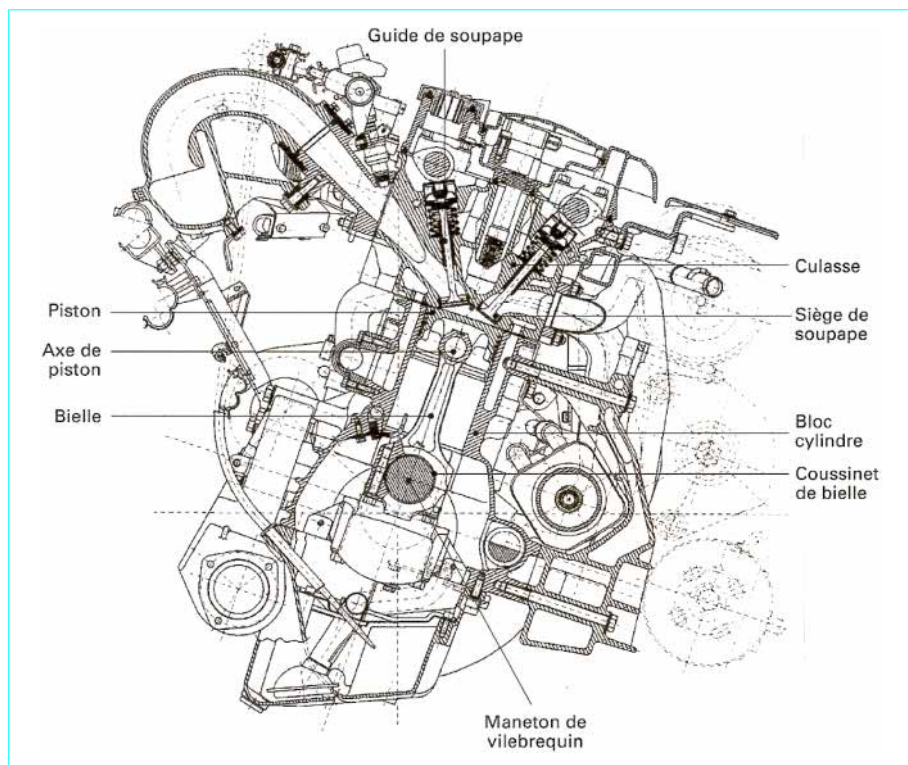 Guide de soupape
Culasse
Piston
Siège de
soupape
Axe de
piston
Bielle
Bloc
cylindre
Coussinet
de bielle
Maneton de
vilebrequin